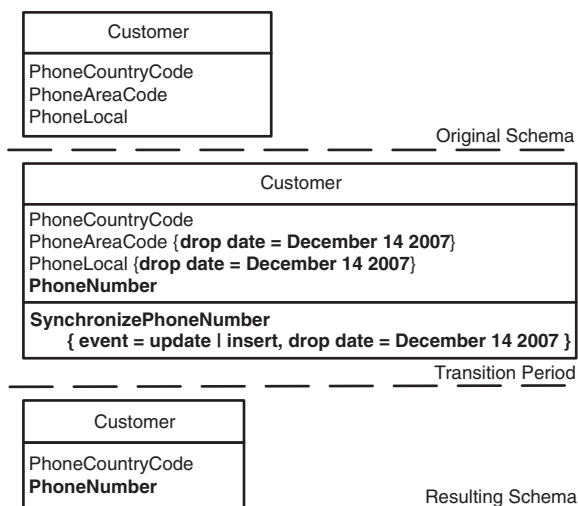 Customer
PhoneCountryCode
PhoneAreaCode
PhoneLocal
Original Schema
Customer
PhoneCountryCode
PhoneAreaCode {drop date = December 14 2007}
PhoneLocal {drop date = December 14 2007}
PhoneNumber
SynchronizePhoneNumber
{ event = update | insert, drop date = December 14 2007 }
Transition Period
Customer
PhoneCountryCode
PhoneNumber
Resulting Schema